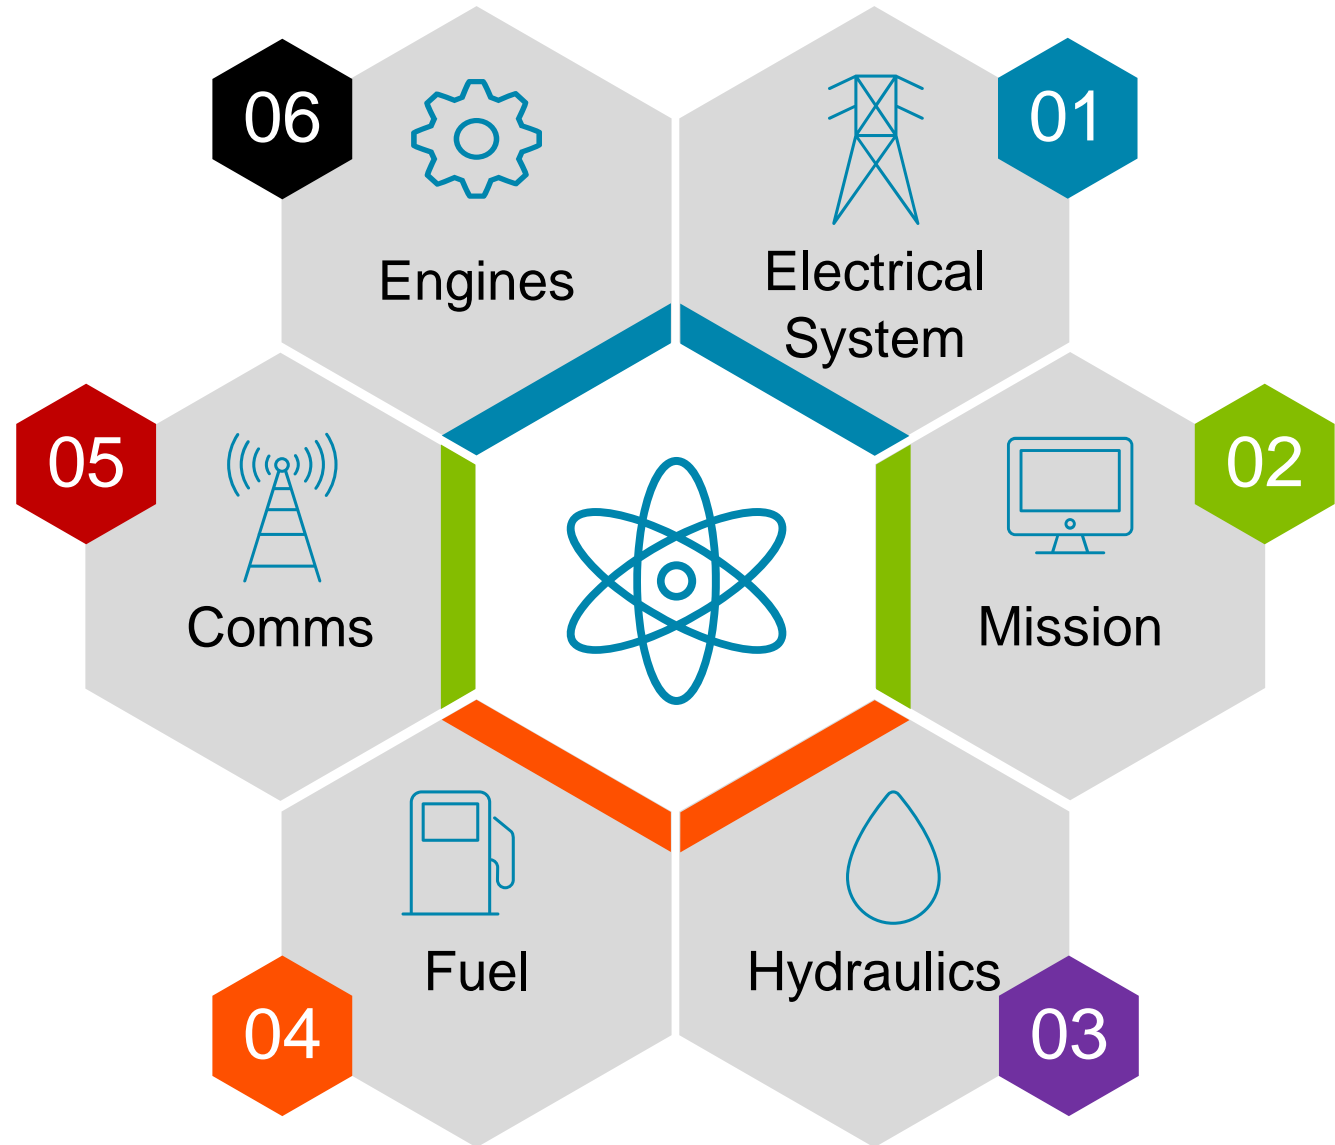 06
Engines
01
Electrical
System
05
Comms
02
Mission
04
Fuel
03
Hydraulics